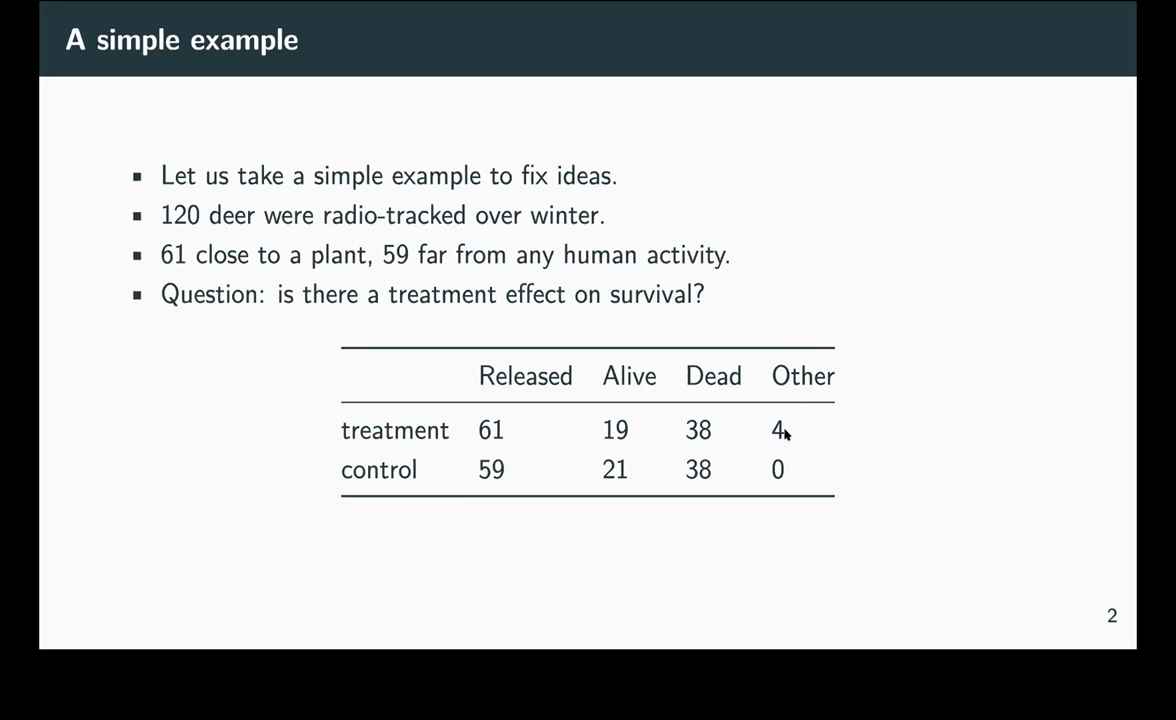 A simple example
▪ Let us take a simple example to fix ideas.
▪ 120 deer were radio-tracked over winter.
▪ 61 close to a plant, 59 far from any human activity.
▪ Question: is there a treatment effect on survival?
Released Alive Dead Other
treatment 61 19 38 4
control 59 21 38 0
2